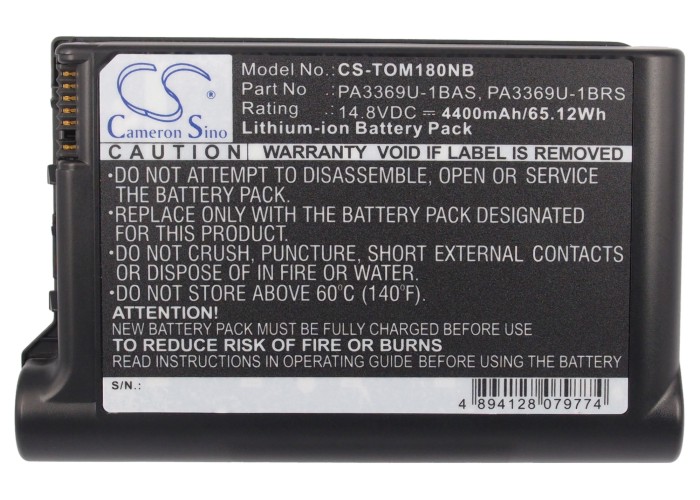 CS
Cameron Sino
Model No.: CS-TOM180NB
Part No : PA3369U-1BAS, PA3369U-1BRS
Rating : 14.8VDC ⎓ 4400mAh/65.12Wh
Lithium-ion Battery Pack
CAUTION WARRANTY VOID IF LABEL IS REMOVED
•DO NOT ATTEMPT TO DISASSEMBLE, OPEN OR SERVICE
THE BATTERY PACK.
•REPLACE ONLY WITH THE BATTERY PACK DESIGNATED
FOR THIS PRODUCT.
•DO NOT CRUSH, PUNCTURE, SHORT EXTERNAL CONTACTS
OR DISPOSE OF IN FIRE OR WATER.
•DO NOT STORE ABOVE 60°C (140°F).
ATTENTION!
NEW BATTERY PACK MUST BE FULLY CHARGED BEFORE
TO REDUCE RISK OF FIRE OR BURNS
READ INSTRUCTIONS IN OPERATING GUIDE BEFORE USING BATTERY
S/N.:
4 894128 079774